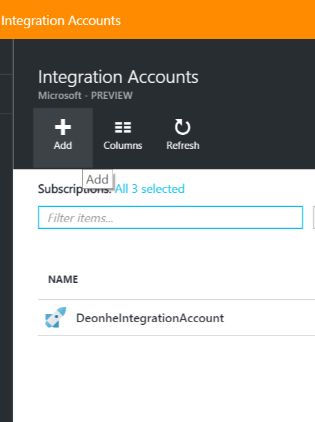 Integration Accounts
Integration Accounts
Microsoft - PREVIEW
Add Columns Refresh
Add
Subscriptions: All 3 selected
Filter items...
NAME
DeonheIntegrationAccount